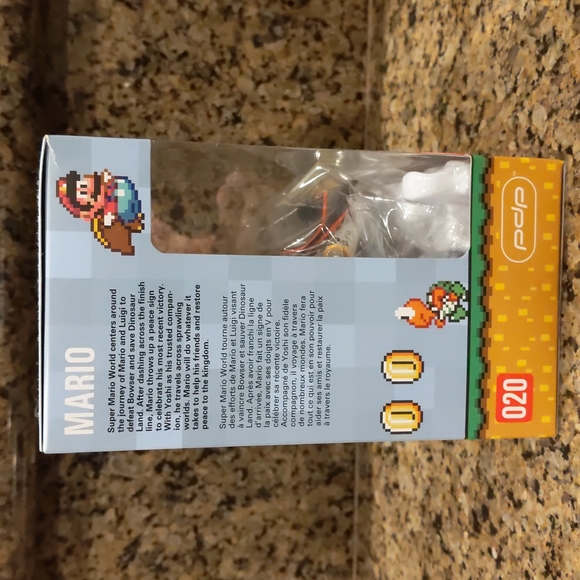 MARIO
Super Mario World centers around
the journey of Mario and Luigi to
defeat Bowser and save Dinosaur
Land. After dashing across the finish
line, Mario throws up a peace sign
to celebrate his most recent victory.
With Yoshi as his trusted compan-
ion, he travels across sprawling
worlds. Mario will do whatever it
takes to help his friends and restore
peace to the kingdom.
Super Mario World tourne autour
des efforts de Mario et Luigi visant
à vaincre Bowser et sauver Dinosaur
Land. Après avoir franchi la ligne
d'arrivée, Mario fait un signe de
la paix avec ses doigts en V pour
célébrer sa récente victoire.
Accompagné de Yoshi son fidèle
compagnon, il voyage à travers
de nombreux mondes. Mario fera
tout ce qui est en son pouvoir pour
aider ses amis et restaurer la paix
à travers le royaume.
020
pdp